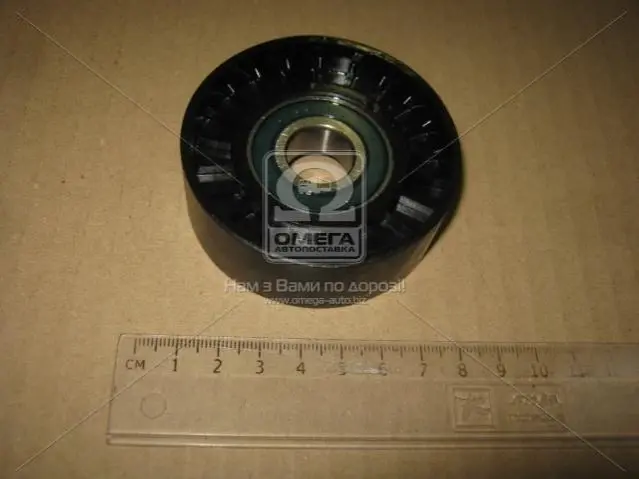 ОМЕГА
АВТОПОСТАВКА
Нам з Вами по дорозі!
www.omega-auto.biz
СМ 1 2 3 4 5 6 7 8 9 10